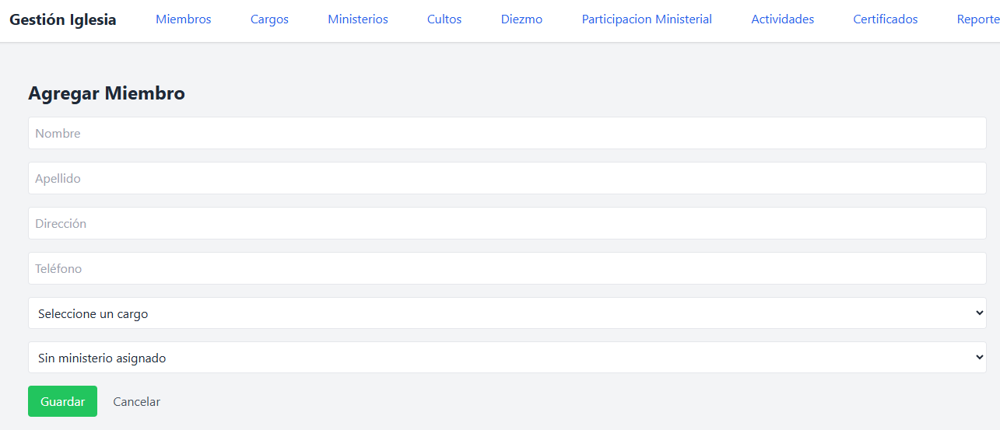 Gestión Iglesia Miembros Cargos Ministerios Cultos Diezmo Participacion Ministerial Actividades Certificados Reporte
Agregar Miembro
Nombre
Apellido
Dirección
Teléfono
Seleccione un cargo
Sin ministerio asignado
Guardar Cancelar